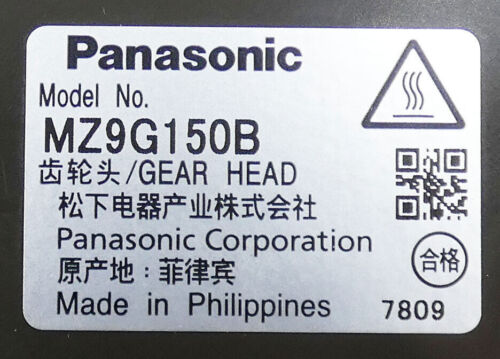 Panasonic
Model No.
MZ9G150B
齿轮头/GEAR HEAD
松下电器产业株式会社
Panasonic Corporation
原产地：菲律宾
合格
Made in Philippines
7809